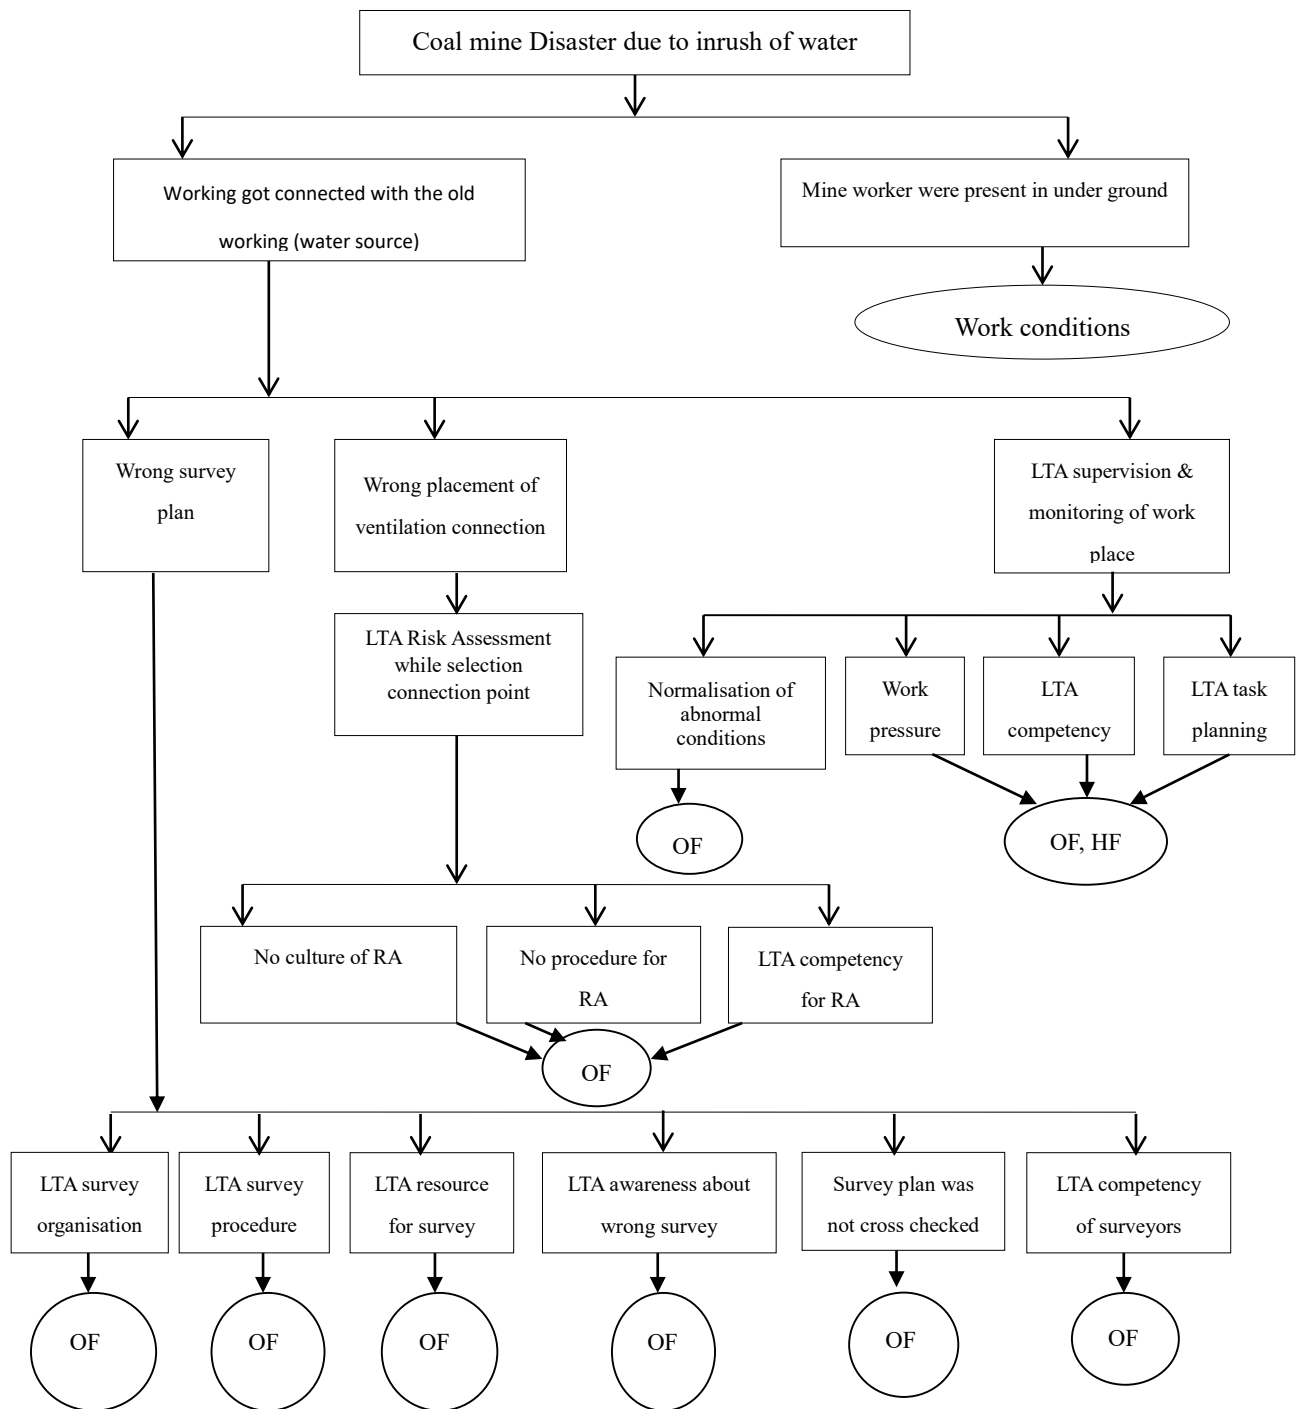 Coal mine Disaster due to inrush of water
Working got connected with the old
working (water source)
Mine worker were present in under ground
Work conditions
Wrong survey
plan
Wrong placement of
ventilation connection
LTA supervision &
monitoring of work
place
LTA Risk Assessment
while selection
connection point
Normalisation of
abnormal
conditions
Work
pressure
LTA
competency
LTA task
planning
OF
OF, HF
No culture of RA
No procedure for
RA
LTA competency
for RA
OF
LTA survey
organisation
LTA survey
procedure
LTA resource
for survey
LTA awareness about
wrong survey
Survey plan was
not cross checked
LTA competency
of surveyors
OF
OF
OF
OF
OF
OF